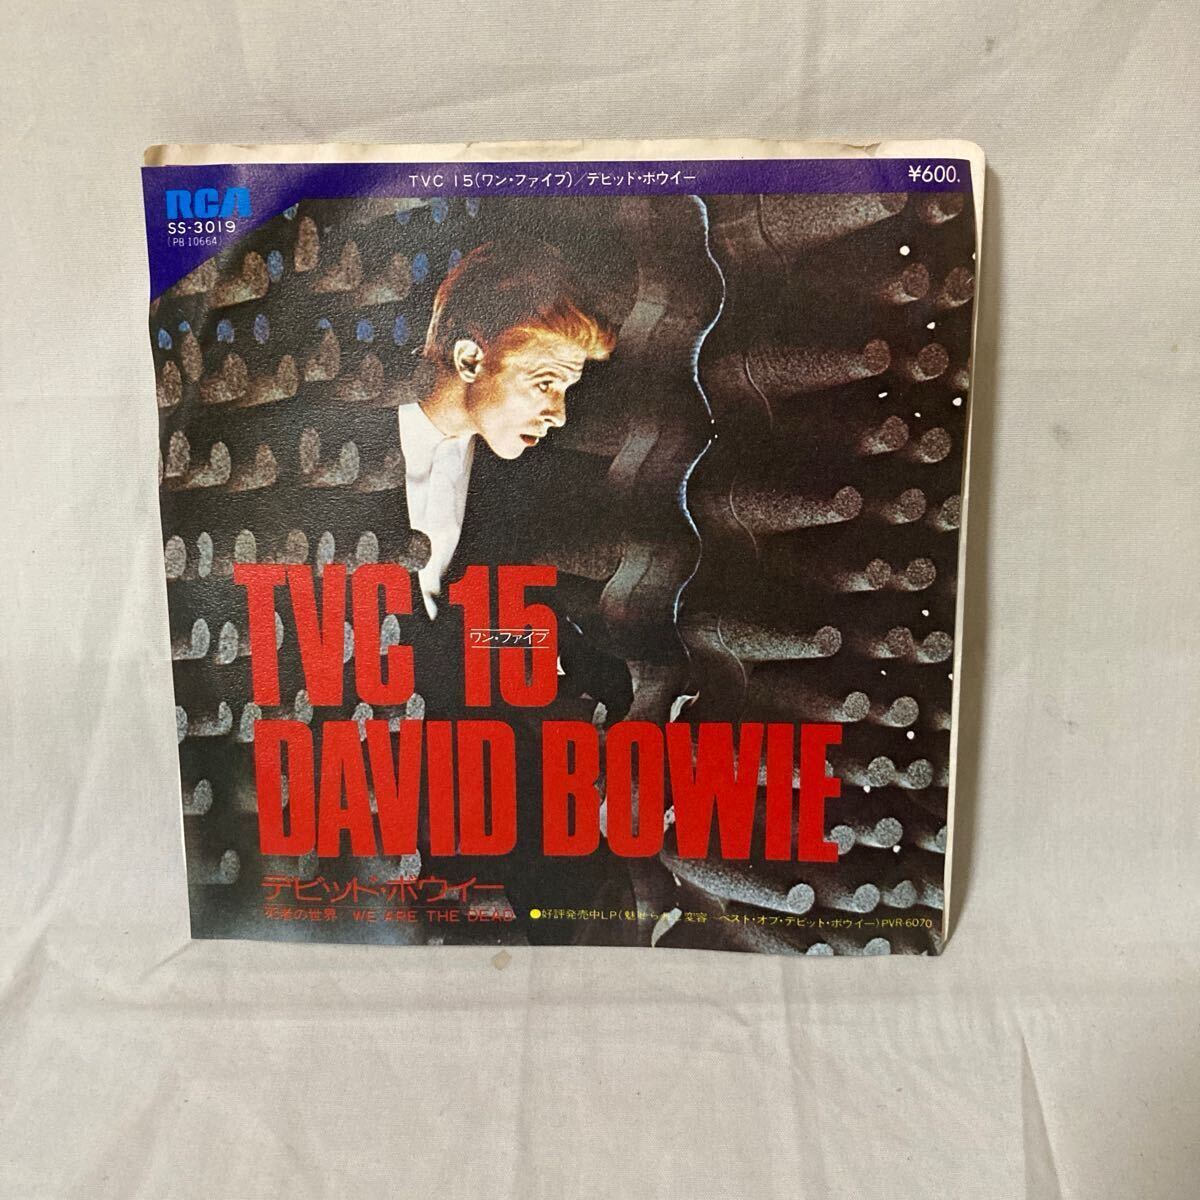 TVC 15(ワン・ファイブ)/デビッド・ボウイー
¥600.
RCA
SS-3019
(PB 10664)
TVC 15
ワン・ファイブ
DAVID BOWIE
デビッド・ボウイー
死者の世界 WE ARE THE DEAD
●好評発売中LP(魅せられし変容 ベスト・オブ・デビット・ボウイー)PVR-6070